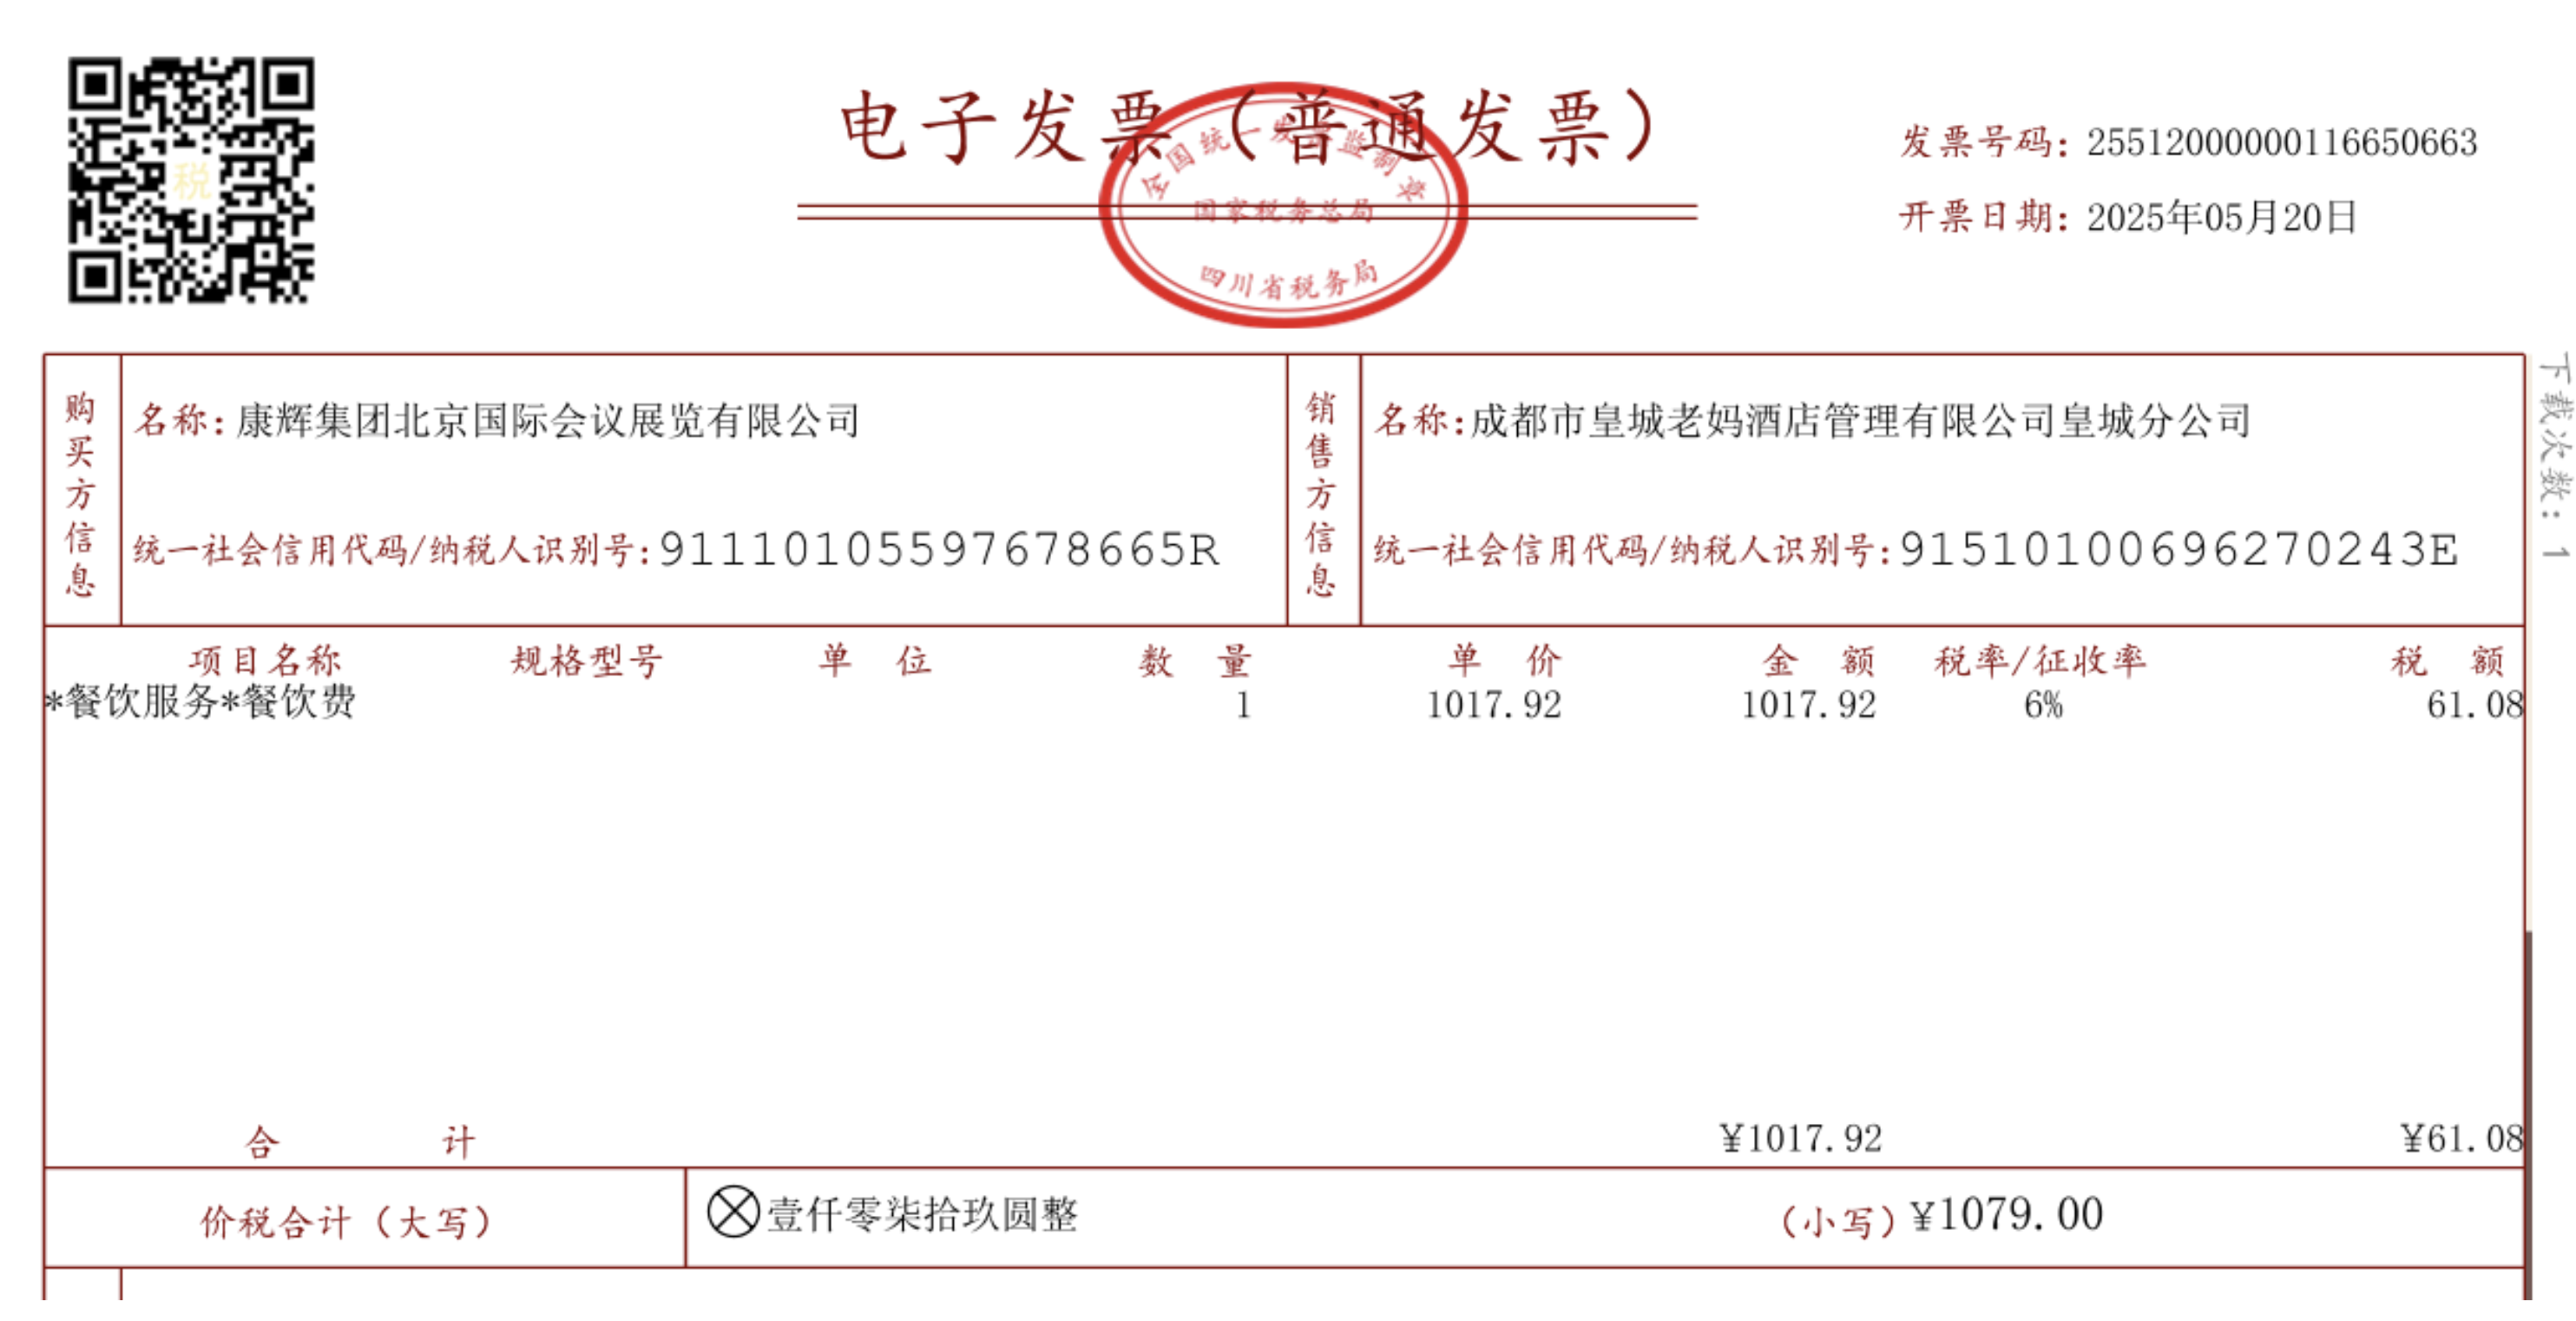 电子发票（普通发票）
全国统一发票监制章
国家税务总局
四川省税务局
税
发票号码：25512000000116650663
开票日期：2025年05月20日
下载次数：1
购买方信息
名称：康辉集团北京国际会议展览有限公司
统一社会信用代码/纳税人识别号：91110105597678665R
销售方信息
名称：成都市皇城老妈酒店管理有限公司皇城分公司
统一社会信用代码/纳税人识别号：91510100696270243E
项目名称 规格型号 单位 数量 单价 金额 税率/征收率 税额
*餐饮服务*餐饮费 1 1017.92 1017.92 6% 61.08
合计 ¥1017.92 ¥61.08
价税合计（大写） ⊗壹仟零柒拾玖圆整 （小写）¥1079.00